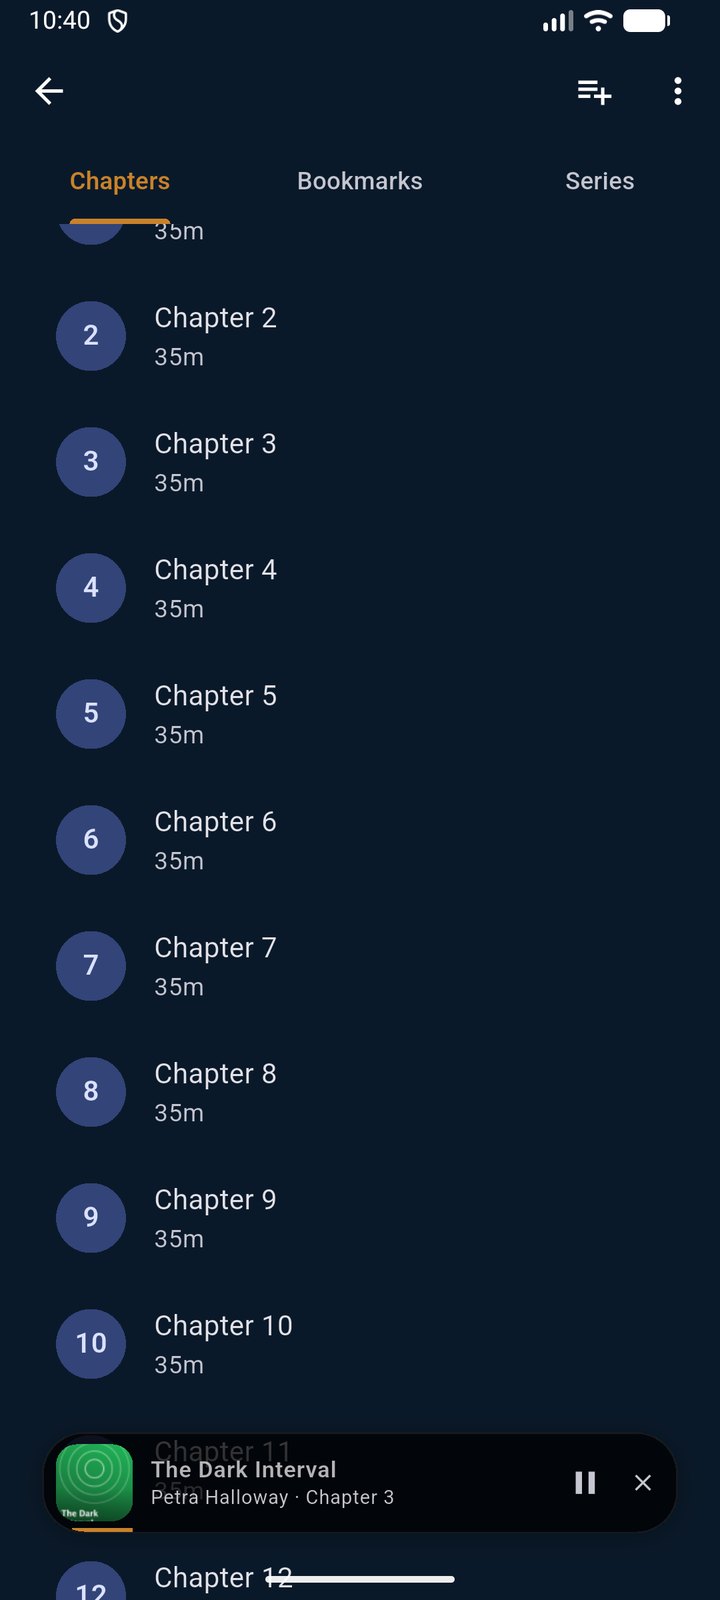 10:40
Chapters
Bookmarks
Series
35m
2
Chapter 2
35m
3
Chapter 3
35m
4
Chapter 4
35m
5
Chapter 5
35m
6
Chapter 6
35m
7
Chapter 7
35m
8
Chapter 8
35m
9
Chapter 9
35m
10
Chapter 10
35m
Chapter 11
35m
The Dark
The Dark Interval
Petra Halloway · Chapter 3
12
Chapter 12